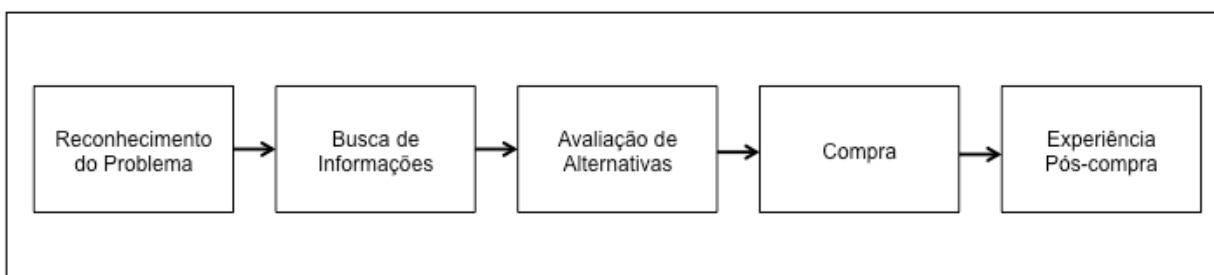 Reconhecimento
do Problema
Busca de
Informações
Avaliação de
Alternativas
Compra
Experiência
Pós-compra